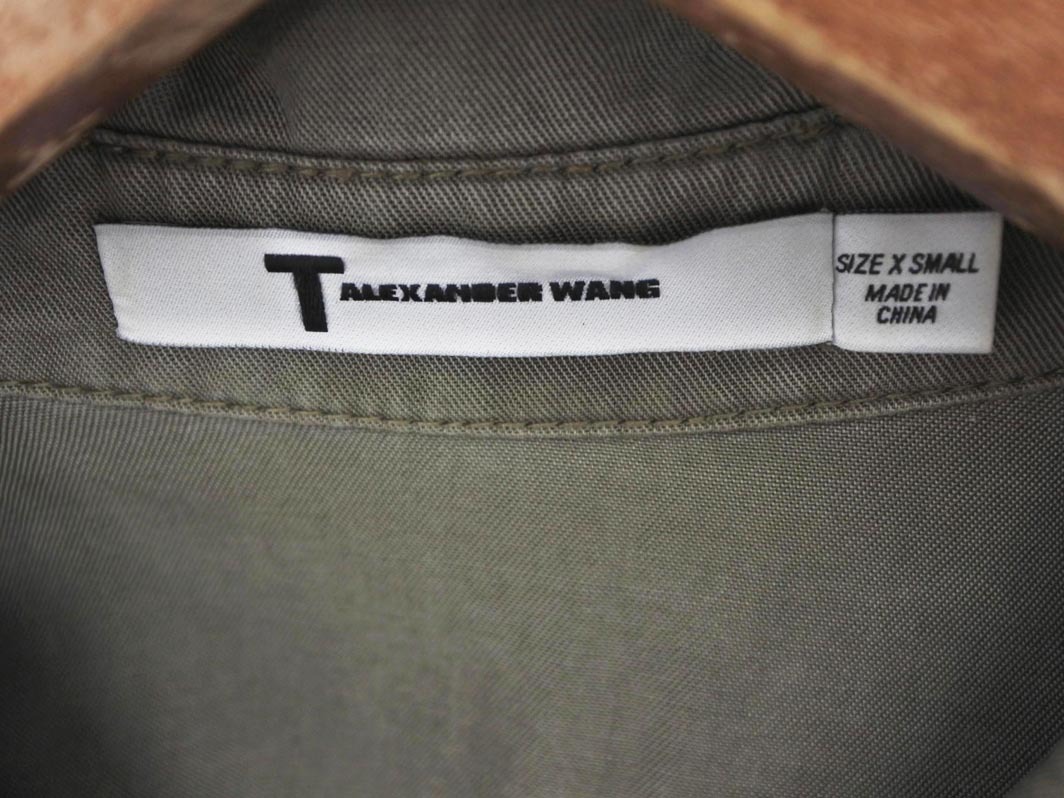 T ALEXANDER WANG
SIZE X SMALL
MADE IN
CHINA